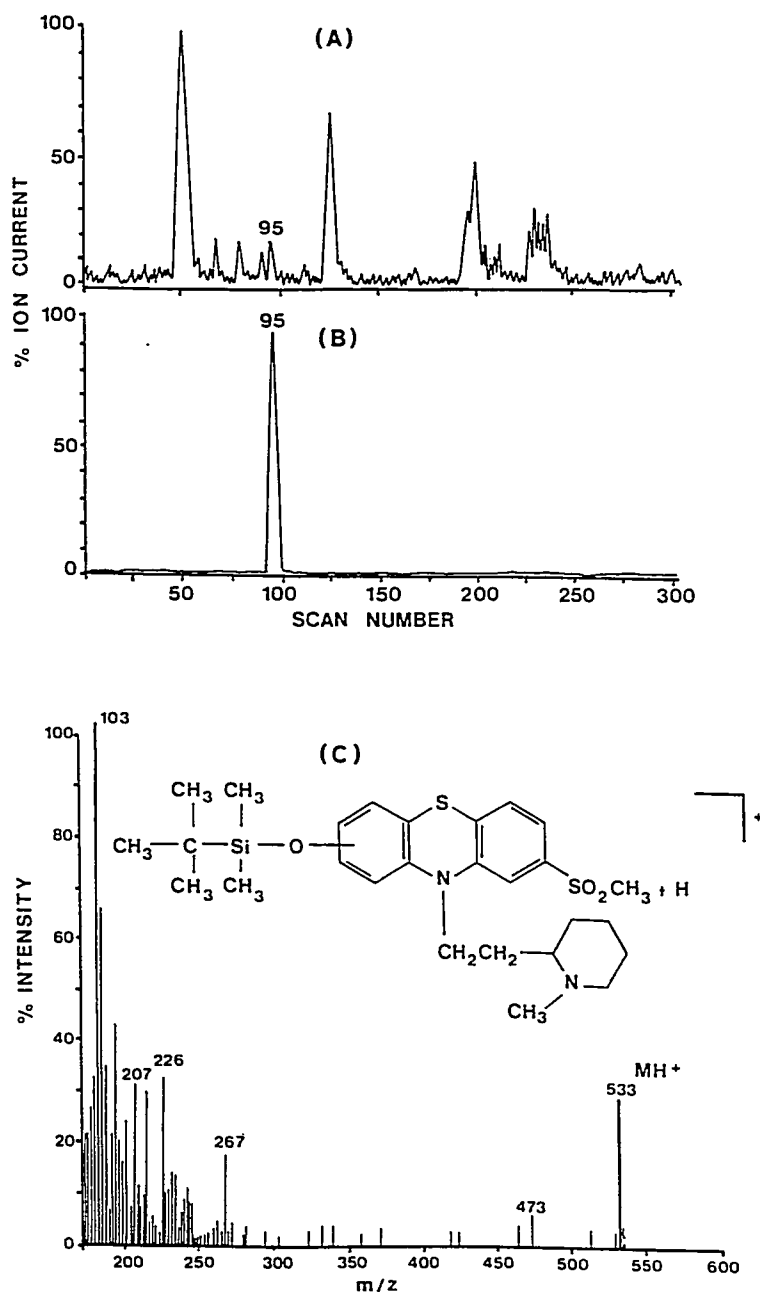 (A)
100
50
0
95
% ION CURRENT
(B)
100
50
0
95
50 100 150 200 250 300
SCAN NUMBER
(C)
100
80
60
40
20
0
% INTENSITY
103
207
226
267
473
533
MH+
CH3 CH3
CH3 C Si O
CH3 CH3
S
N
SO2CH3 + H
+
CH2CH2
N
CH3
200 250 300 350 400 450 500 550 600
m/z